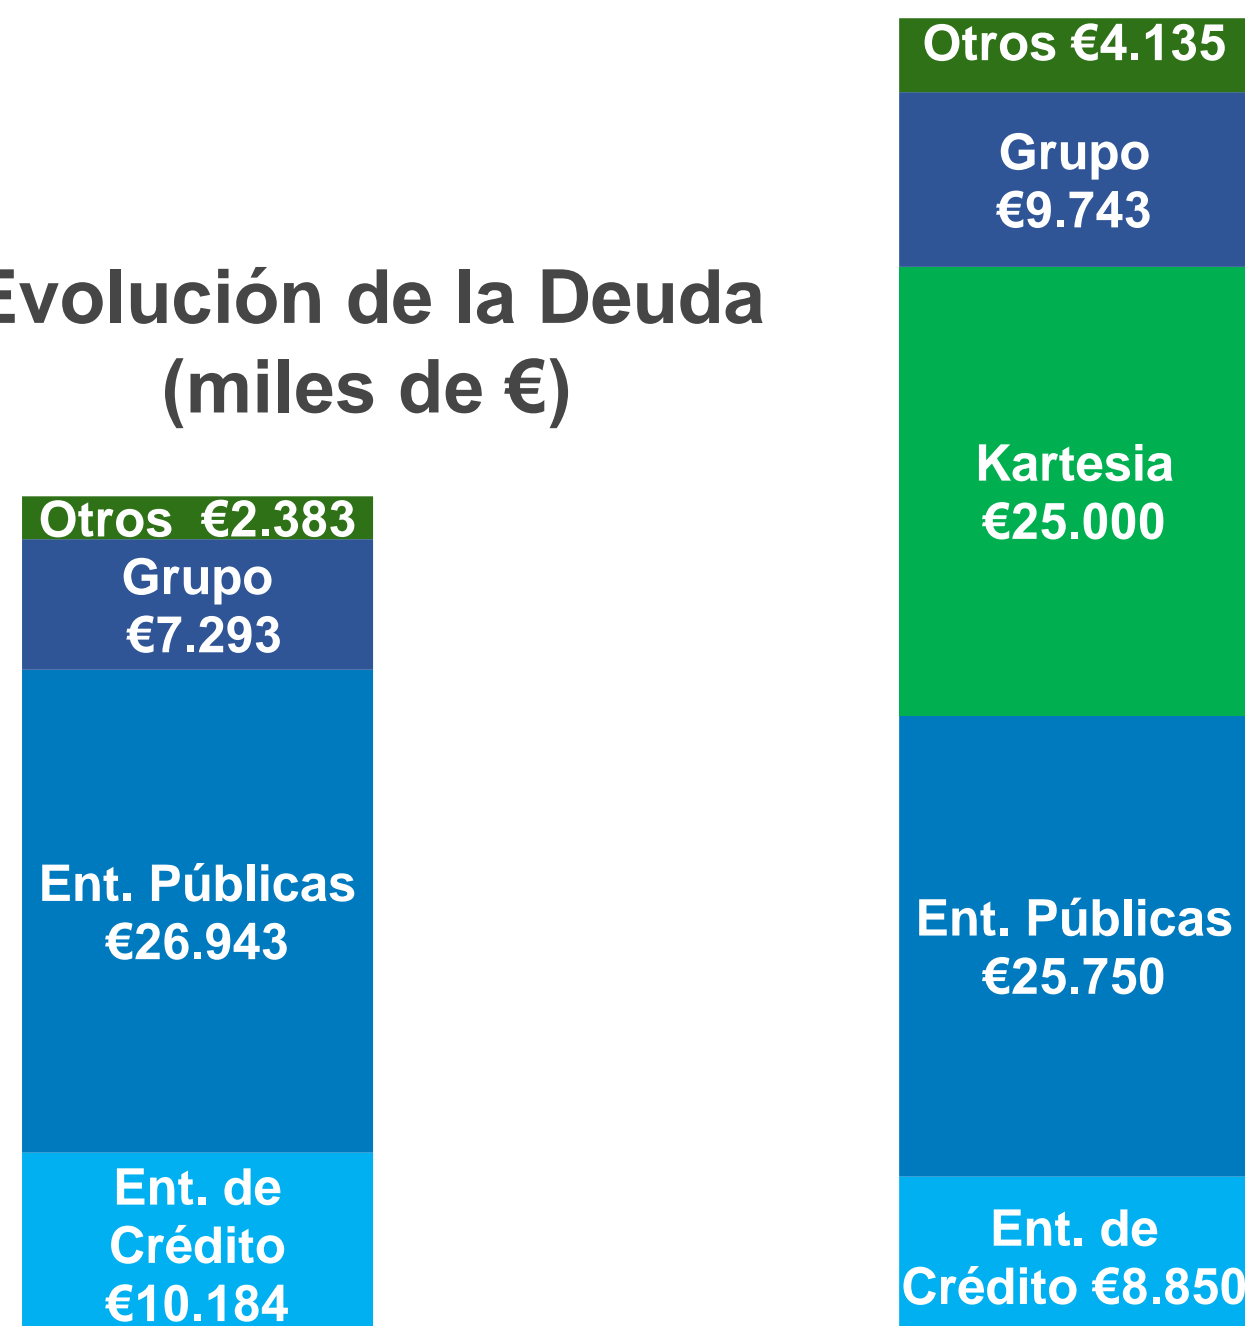 Evolución de la Deuda
(miles de €)
Otros  €2.383
Grupo
€7.293
Ent. Públicas
€26.943
Ent. de
Crédito
€10.184
Otros €4.135
Grupo
€9.743
Kartesia
€25.000
Ent. Públicas
€25.750
Ent. de
Crédito €8.850